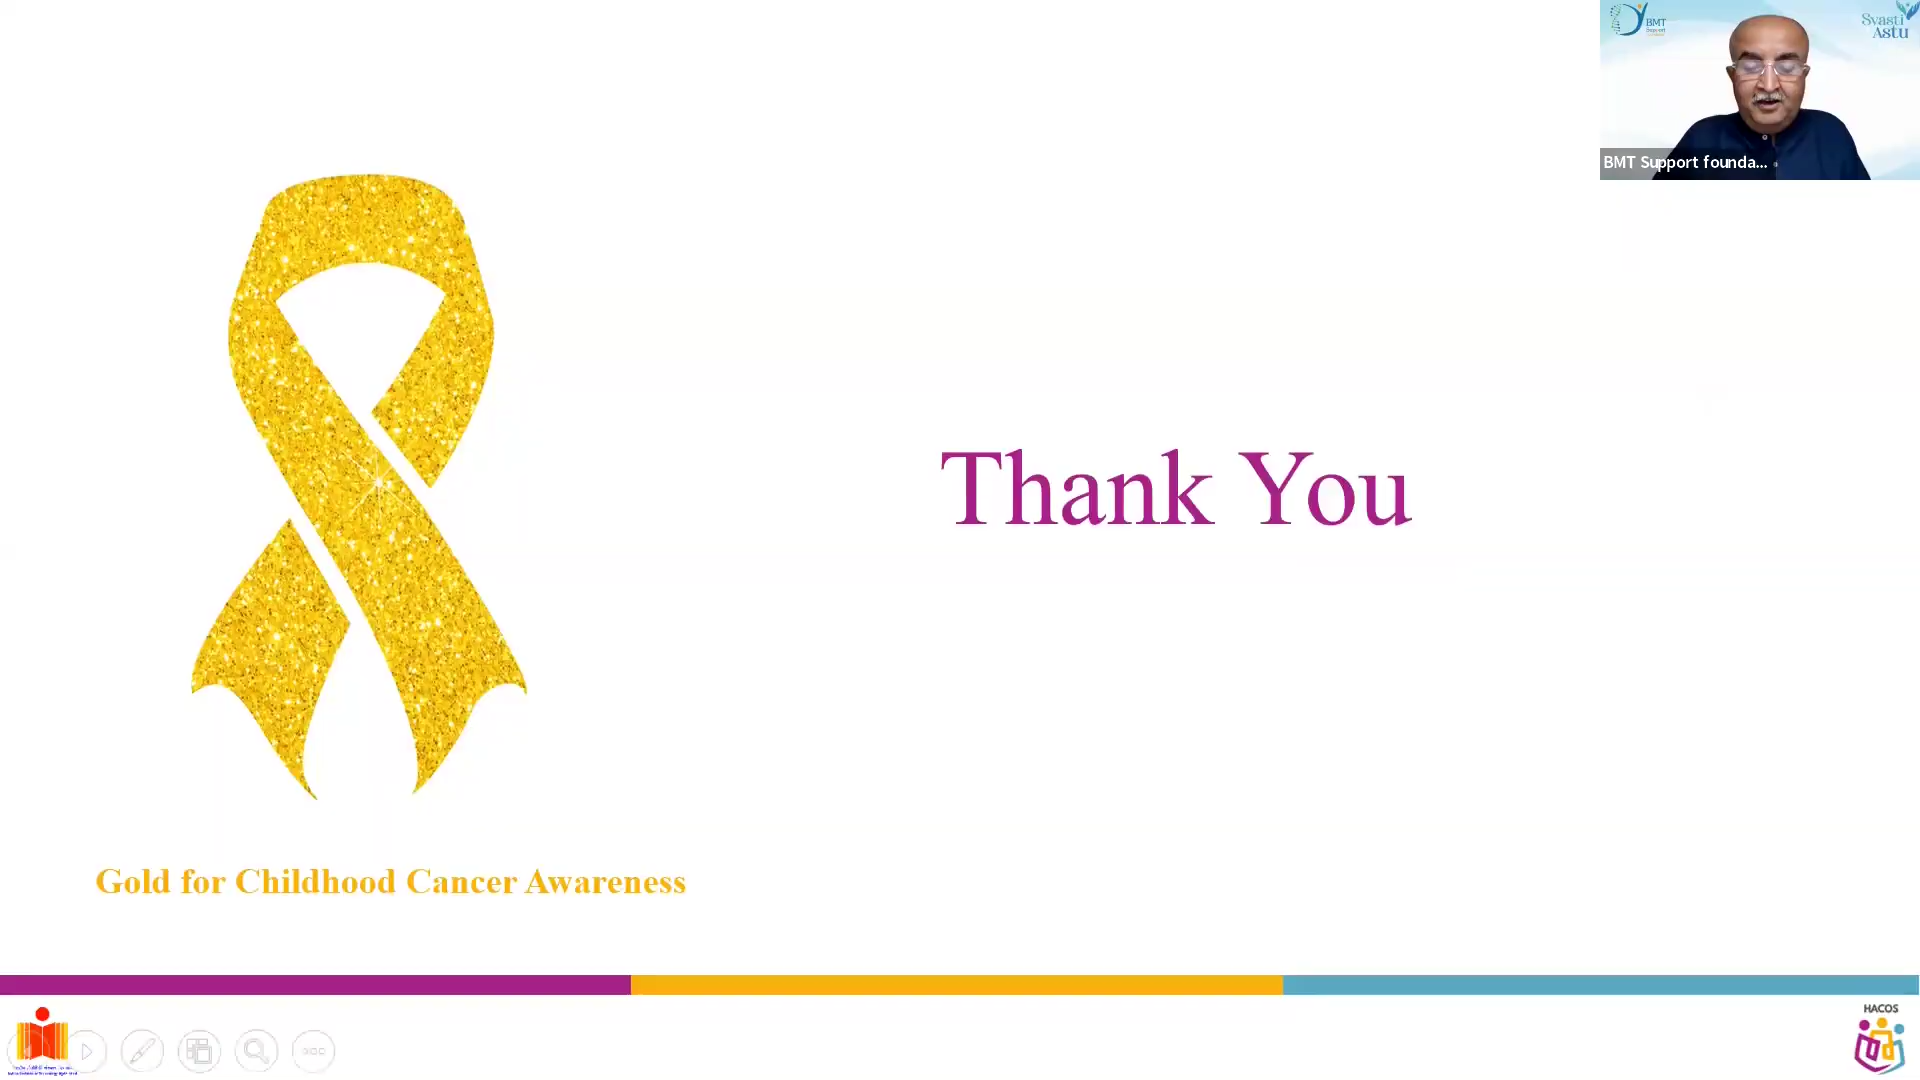 BMT
Svasti
Astu
BMT Support founda...
Thank You
Gold for Childhood Cancer Awareness
HACOS